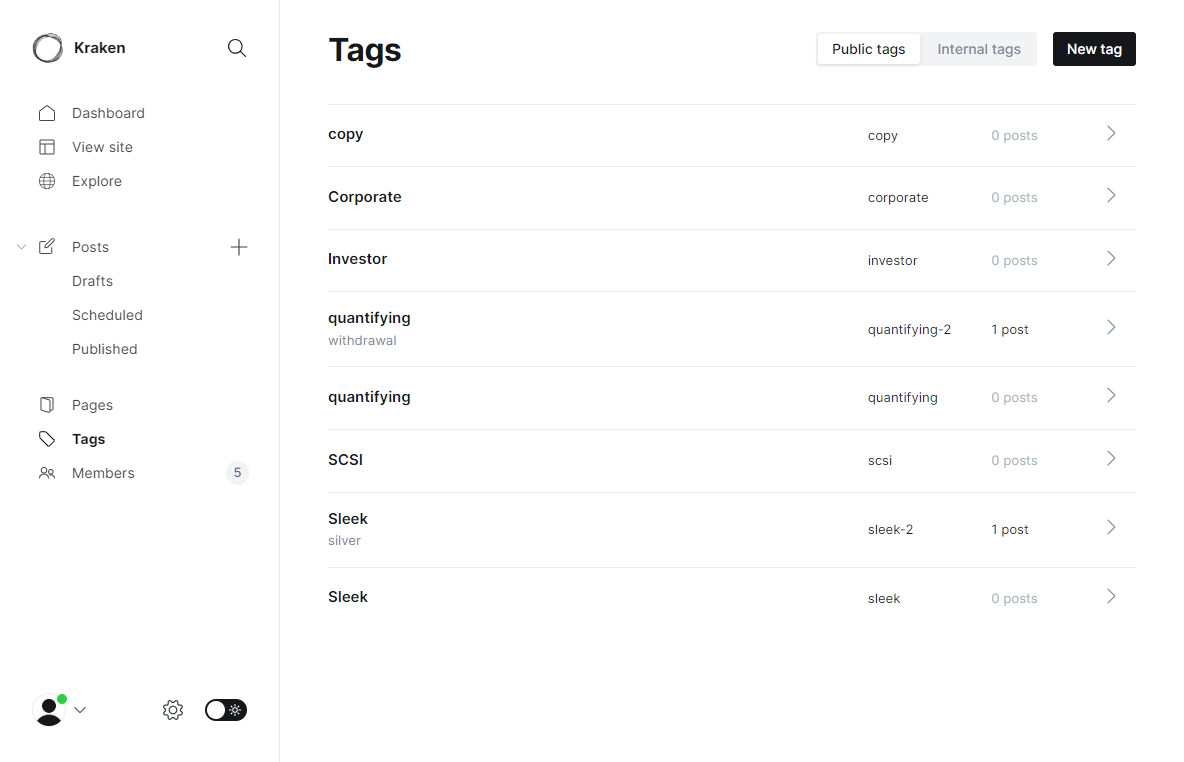 Kraken
Dashboard
View site
Explore
Posts
Drafts
Scheduled
Published
Pages
Tags
Members 5
Tags
Public tags Internal tags New tag
copy copy 0 posts
Corporate corporate 0 posts
Investor investor 0 posts
quantifying
withdrawal
quantifying-2 1 post
quantifying quantifying 0 posts
SCSI scsi 0 posts
Sleek
silver
sleek-2 1 post
Sleek sleek 0 posts